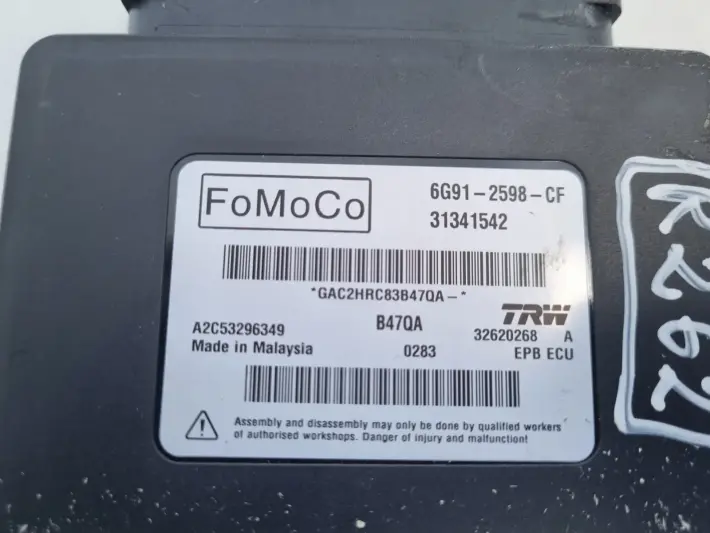 FoMoCo
6G91-2598-CF
31341542
*GAC2HRC83B47QA-*
A2C53296349
B47QA
TRW
32620268 A
Made in Malaysia
0283
EPB ECU
Assembly and disassembly may only be done by qualified workers
of authorised workshops. Danger of injury and malfunction!
R262